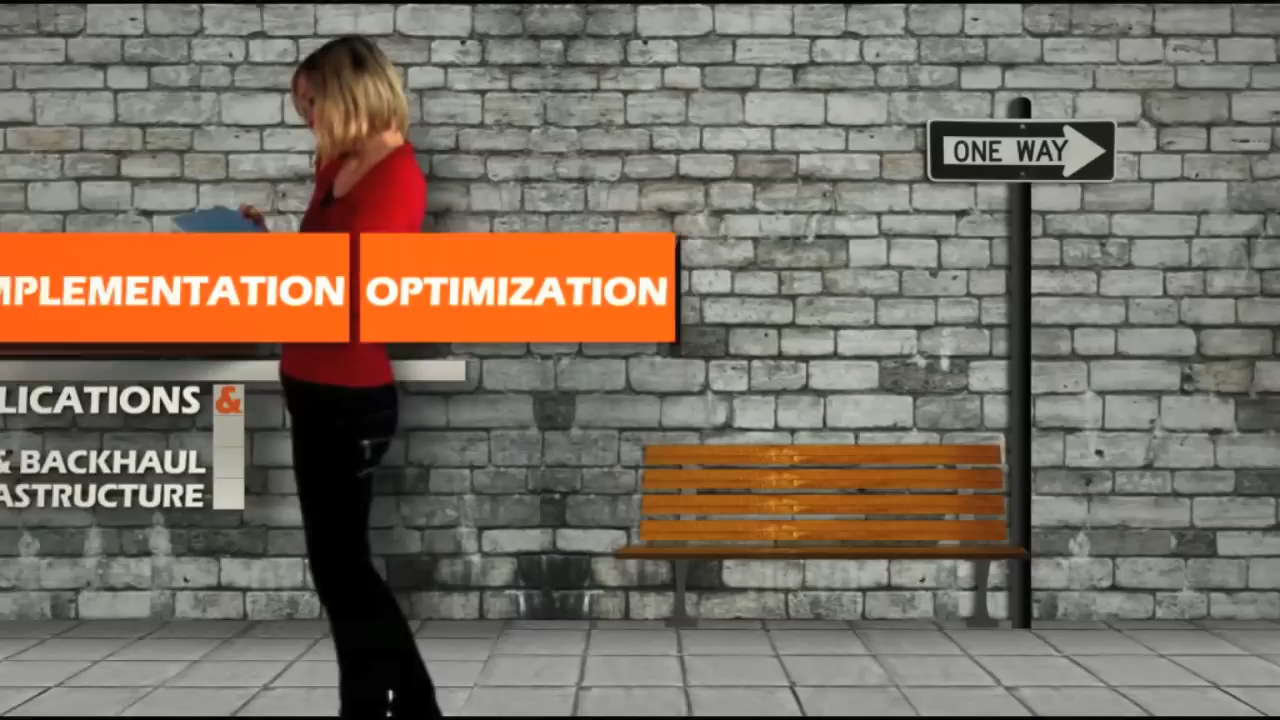 ONE WAY
MPLEMENTATION OPTIMIZATION
LICATIONS &
& BACKHAUL
ASTRUCTURE